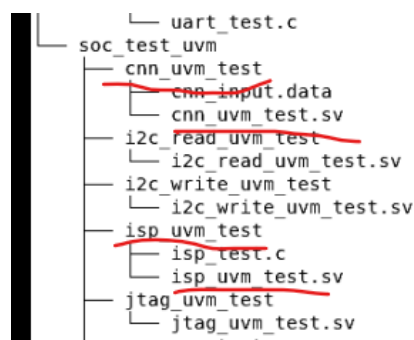 uart_test.c
soc_test_uvm
cnn_uvm_test
cnn_input.data
cnn_uvm_test.sv
i2c_read_uvm_test
i2c_read_uvm_test.sv
i2c_write_uvm_test
i2c_write_uvm_test.sv
isp_uvm_test
isp_test.c
isp_uvm_test.sv
jtag_uvm_test
jtag_uvm_test.sv